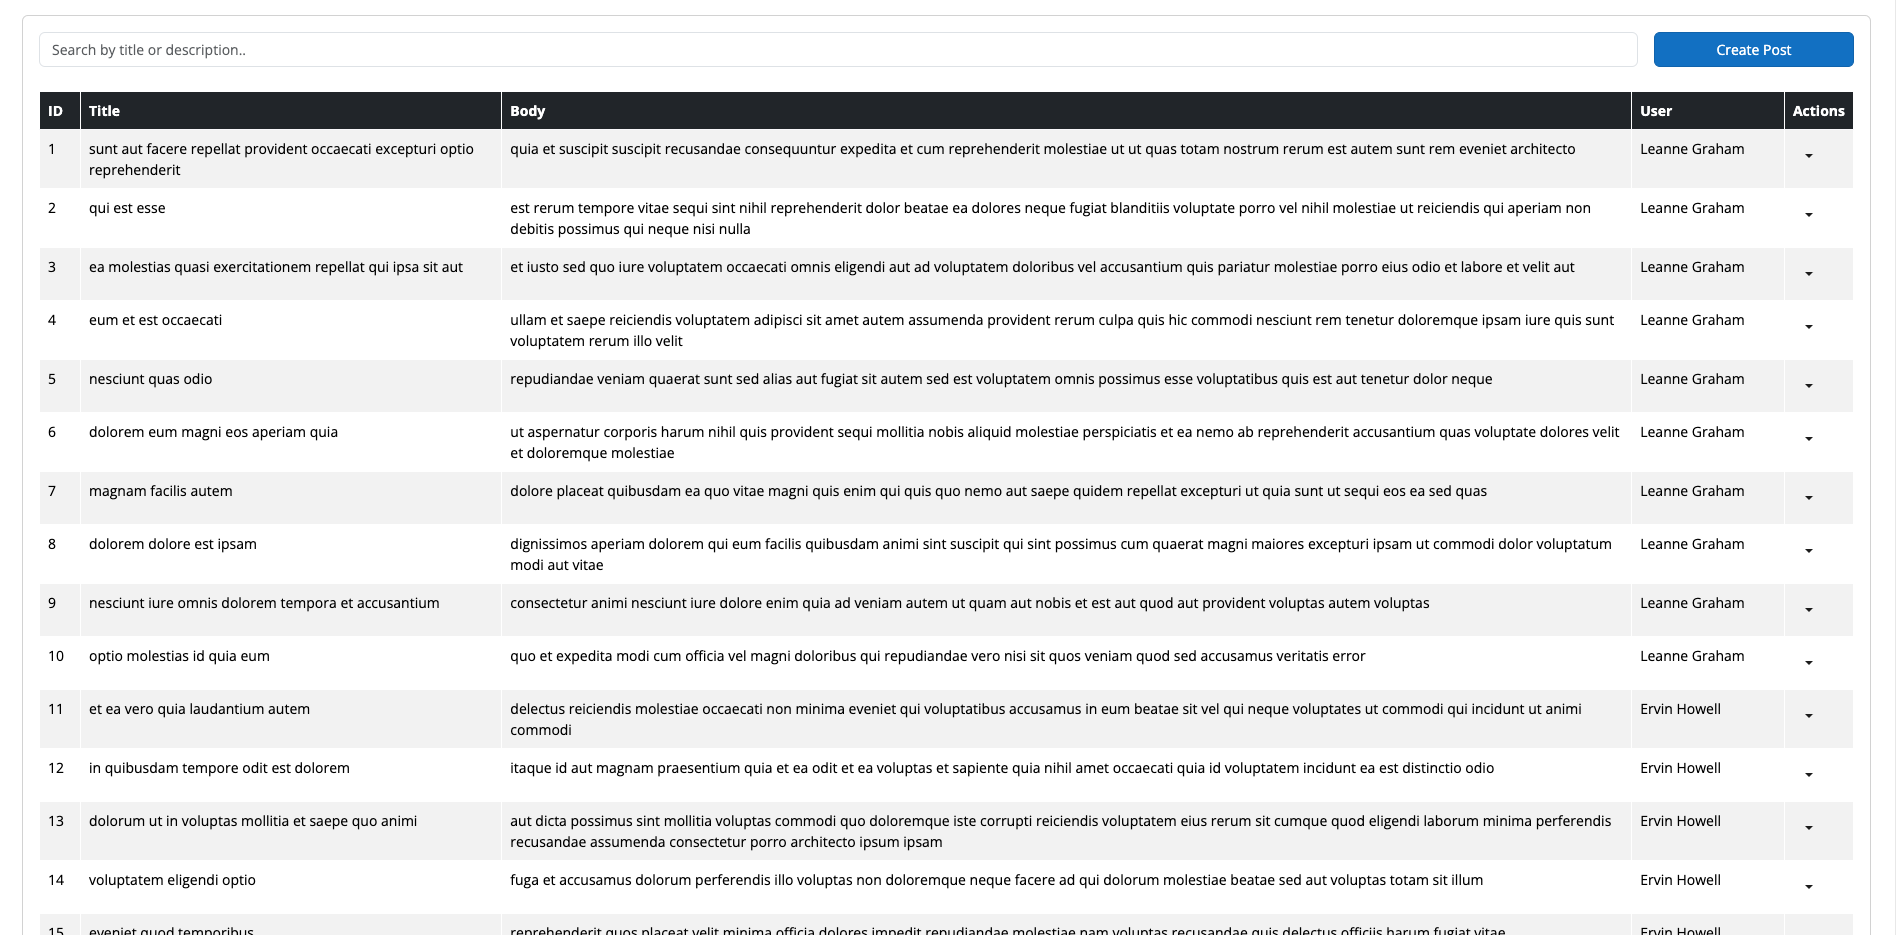 Search by title or description..
Create Post
ID Title Body User Actions
1 sunt aut facere repellat provident occaecati excepturi optio quia et suscipit suscipit recusandae consequuntur expedita et cum reprehenderit molestiae ut ut quas totam nostrum rerum est autem sunt rem eveniet architecto Leanne Graham
reprehenderit
2 qui est esse est rerum tempore vitae sequi sint nihil reprehenderit dolor beatae ea dolores neque fugiat blanditiis voluptate porro vel nihil molestiae ut reiciendis qui aperiam non Leanne Graham
debitis possimus qui neque nisi nulla
3 ea molestias quasi exercitationem repellat qui ipsa sit aut et iusto sed quo iure voluptatem occaecati omnis eligendi aut ad voluptatem doloribus vel accusantium quis pariatur molestiae porro eius odio et labore et velit aut Leanne Graham
4 eum et est occaecati ullam et saepe reiciendis voluptatem adipisci sit amet autem assumenda provident rerum culpa quis hic commodi nesciunt rem tenetur doloremque ipsam iure quis sunt Leanne Graham
voluptatem rerum illo velit
5 nesciunt quas odio repudiandae veniam quaerat sunt sed alias aut fugiat sit autem sed est voluptatem omnis possimus esse voluptatibus quis est aut tenetur dolor neque Leanne Graham
6 dolorem eum magni eos aperiam quia ut aspernatur corporis harum nihil quis provident sequi mollitia nobis aliquid molestiae perspiciatis et ea nemo ab reprehenderit accusantium quas voluptate dolores velit Leanne Graham
et doloremque molestiae
7 magnam facilis autem dolore placeat quibusdam ea quo vitae magni quis enim qui quis quo nemo aut saepe quidem repellat excepturi ut quia sunt ut sequi eos ea sed quas Leanne Graham
8 dolorem dolore est ipsam dignissimos aperiam dolorem qui eum facilis quibusdam animi sint suscipit qui sint possimus cum quaerat magni maiores excepturi ipsam ut commodi dolor voluptatum Leanne Graham
modi aut vitae
9 nesciunt iure omnis dolorem tempora et accusantium consectetur animi nesciunt iure dolore enim quia ad veniam autem ut quam aut nobis et est aut quod aut provident voluptas autem voluptas Leanne Graham
10 optio molestias id quia eum quo et expedita modi cum officia vel magni doloribus qui repudiandae vero nisi sit quos veniam quod sed accusamus veritatis error Leanne Graham
11 et ea vero quia laudantium autem delectus reiciendis molestiae occaecati non minima eveniet qui voluptatibus accusamus in eum beatae sit vel qui neque voluptates ut commodi qui incidunt ut animi Ervin Howell
commodi
12 in quibusdam tempore odit est dolorem itaque id aut magnam praesentium quia et ea odit et ea voluptas et sapiente quia nihil amet occaecati quia id voluptatem incidunt ea est distinctio odio Ervin Howell
13 dolorum ut in voluptas mollitia et saepe quo animi aut dicta possimus sint mollitia voluptas commodi quo doloremque iste corrupti reiciendis voluptatem eius rerum sit cumque quod eligendi laborum minima perferendis Ervin Howell
recusandae assumenda consectetur porro architecto ipsum ipsam
14 voluptatem eligendi optio fuga et accusamus dolorum perferendis illo voluptas non doloremque neque facere ad qui dolorum molestiae beatae sed aut voluptas totam sit illum Ervin Howell
15 eveniet quod temporibus reprehenderit quos placeat velit minima officia dolores impedit repudiandae molestiae nam voluptas recusandae quis delectus officiis harum fugiat vitae Ervin Howell